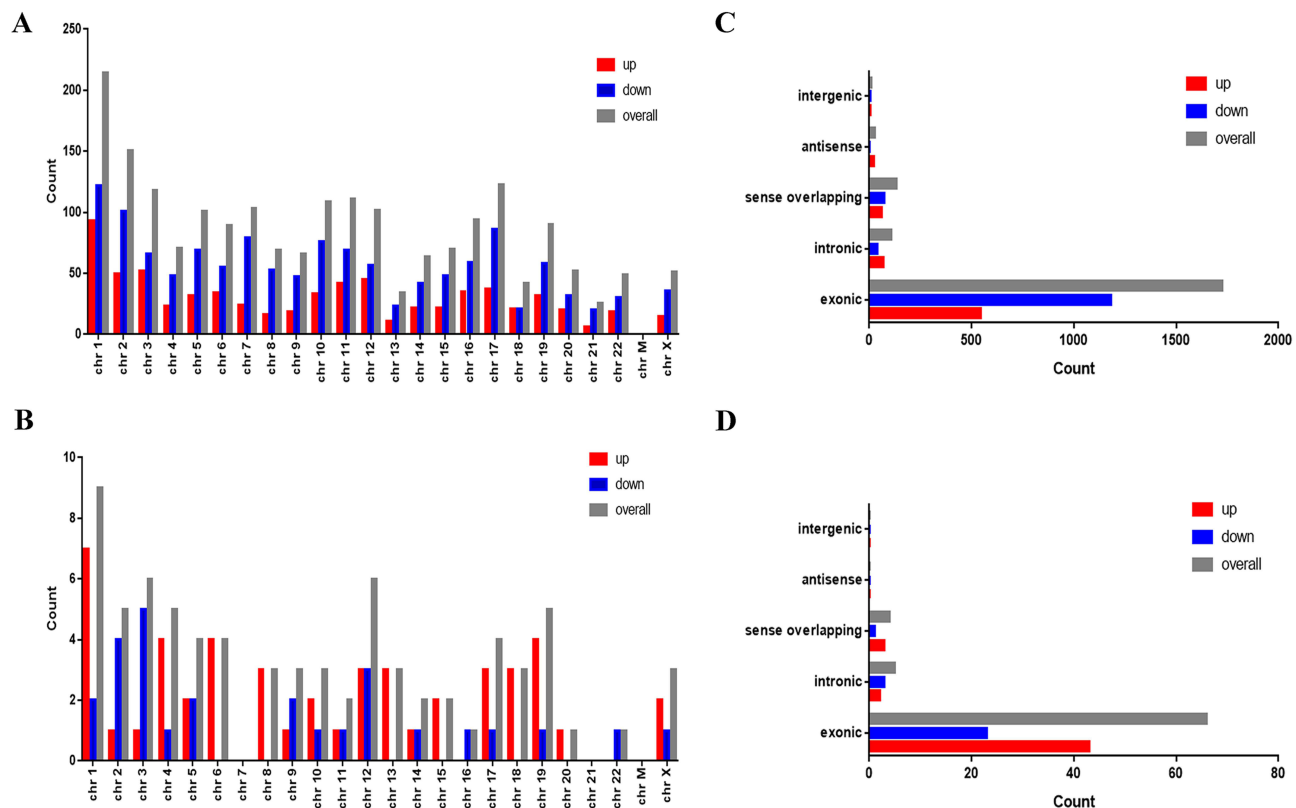 A
250
200
150
100
50
0
Count
up
down
overall
chr 1
chr 2
chr 3
chr 4
chr 5
chr 6
chr 7
chr 8
chr 9
chr 10
chr 11
chr 12
chr 13
chr 14
chr 15
chr 16
chr 17
chr 18
chr 19
chr 20
chr 21
chr 22
chr M
chr X
C
up
down
overall
intergenic
antisense
sense overlapping
intronic
exonic
0
500
1000
1500
2000
Count
B
10
8
6
4
2
0
Count
up
down
overall
chr 1
chr 2
chr 3
chr 4
chr 5
chr 6
chr 7
chr 8
chr 9
chr 10
chr 11
chr 12
chr 13
chr 14
chr 15
chr 16
chr 17
chr 18
chr 19
chr 20
chr 21
chr 22
chr M
chr X
D
up
down
overall
intergenic
antisense
sense overlapping
intronic
exonic
0
20
40
60
80
Count